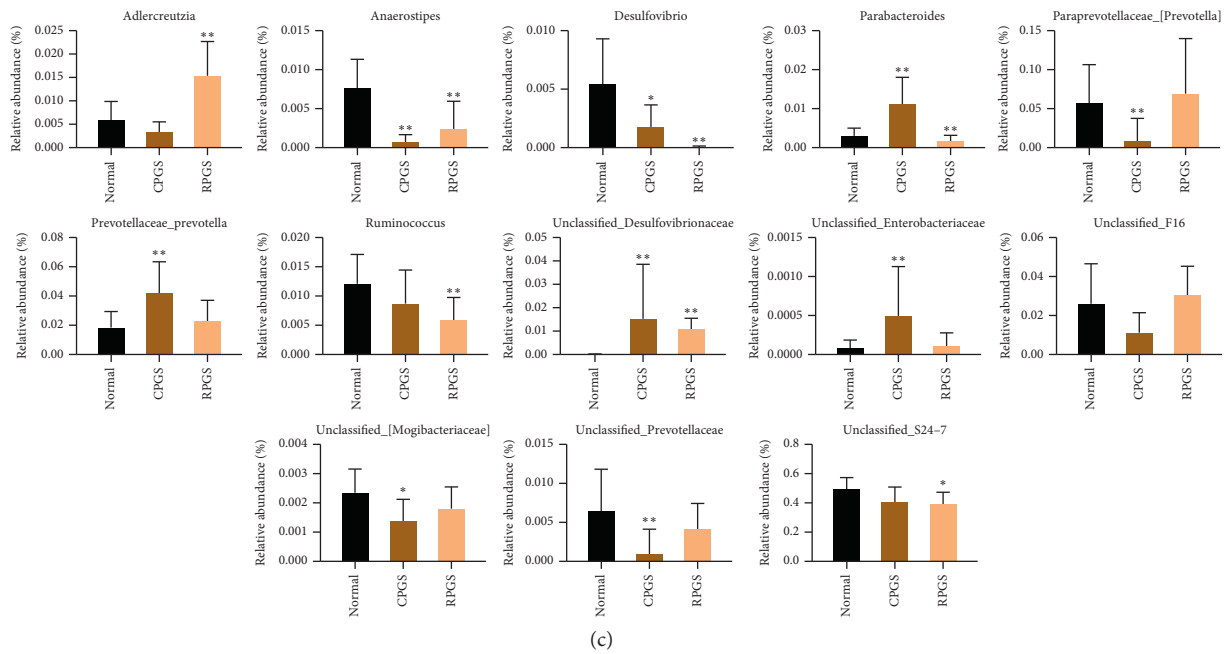 Adlercreutzia
Relative abundance (%)
0.025
0.020
0.015
0.010
0.005
0.000
**
Normal
CPGS
RPGS
Anaerostipes
Relative abundance (%)
0.015
0.010
0.005
0.000
**
**
Normal
CPGS
RPGS
Desulfovibrio
Relative abundance (%)
0.010
0.005
0.000
*
**
Normal
CPGS
RPGS
Parabacteroides
Relative abundance (%)
0.03
0.02
0.01
0.00
**
**
Normal
CPGS
RPGS
Paraprevotellaceae_[Prevotella]
Relative abundance (%)
0.15
0.10
0.05
0.00
**
Normal
CPGS
RPGS
Prevotellaceae_prevotella
Relative abundance (%)
0.08
0.06
0.04
0.02
0.00
**
Normal
CPGS
RPGS
Ruminococcus
Relative abundance (%)
0.020
0.015
0.010
0.005
0.000
**
Normal
CPGS
RPGS
Unclassified_Desulfovibrionaceae
Relative abundance (%)
0.05
0.04
0.03
0.02
0.01
0.00
**
**
Normal
CPGS
RPGS
Unclassified_Enterobacteriaceae
Relative abundance (%)
0.0015
0.0010
0.0005
0.0000
**
Normal
CPGS
RPGS
Unclassified_F16
Relative abundance (%)
0.06
0.04
0.02
0.00
Normal
CPGS
RPGS
Unclassified_[Mogibacteriaceae]
Relative abundance (%)
0.004
0.003
0.002
0.001
0.000
*
Normal
CPGS
RPGS
Unclassified_Prevotellaceae
Relative abundance (%)
0.015
0.010
0.005
0.000
**
Normal
CPGS
RPGS
Unclassified_S24–7
Relative abundance (%)
0.8
0.6
0.4
0.2
0.0
*
Normal
CPGS
RPGS
(c)